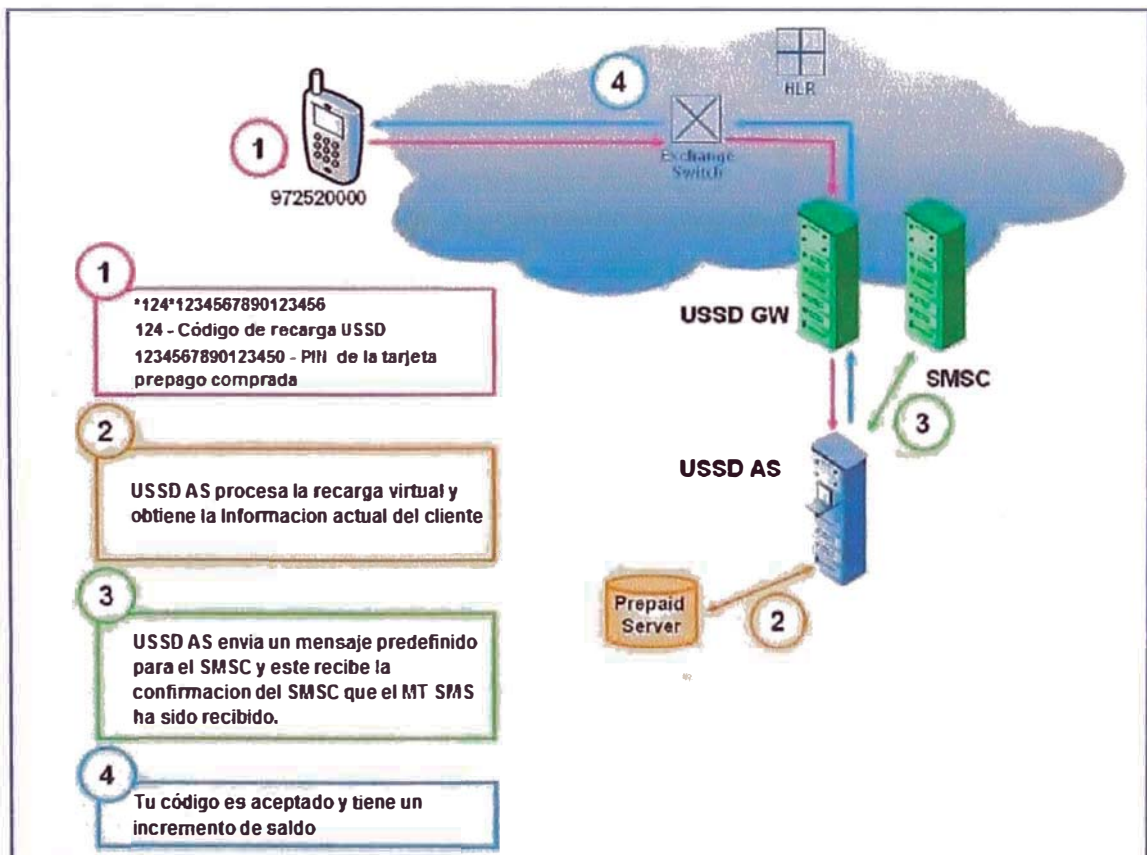 4
HLR
1
Exchange
Switch
972520000
1
*124*1234567890123456
124 - Código de recarga USSD
1234567890123450 - PIN de la tarjeta
prepago comprada
USSD GW
SMSC
3
2
USSD AS procesa la recarga virtual y
obtiene la Informacion actual del cliente
USSD AS
3
USSD AS envia un mensaje predefinido
para el SMSC y este recibe la
confirmacion del SMSC que el MT SMS
ha sido recibido.
Prepaid
Server
2
4
Tu código es aceptado y tiene un
incremento de saldo